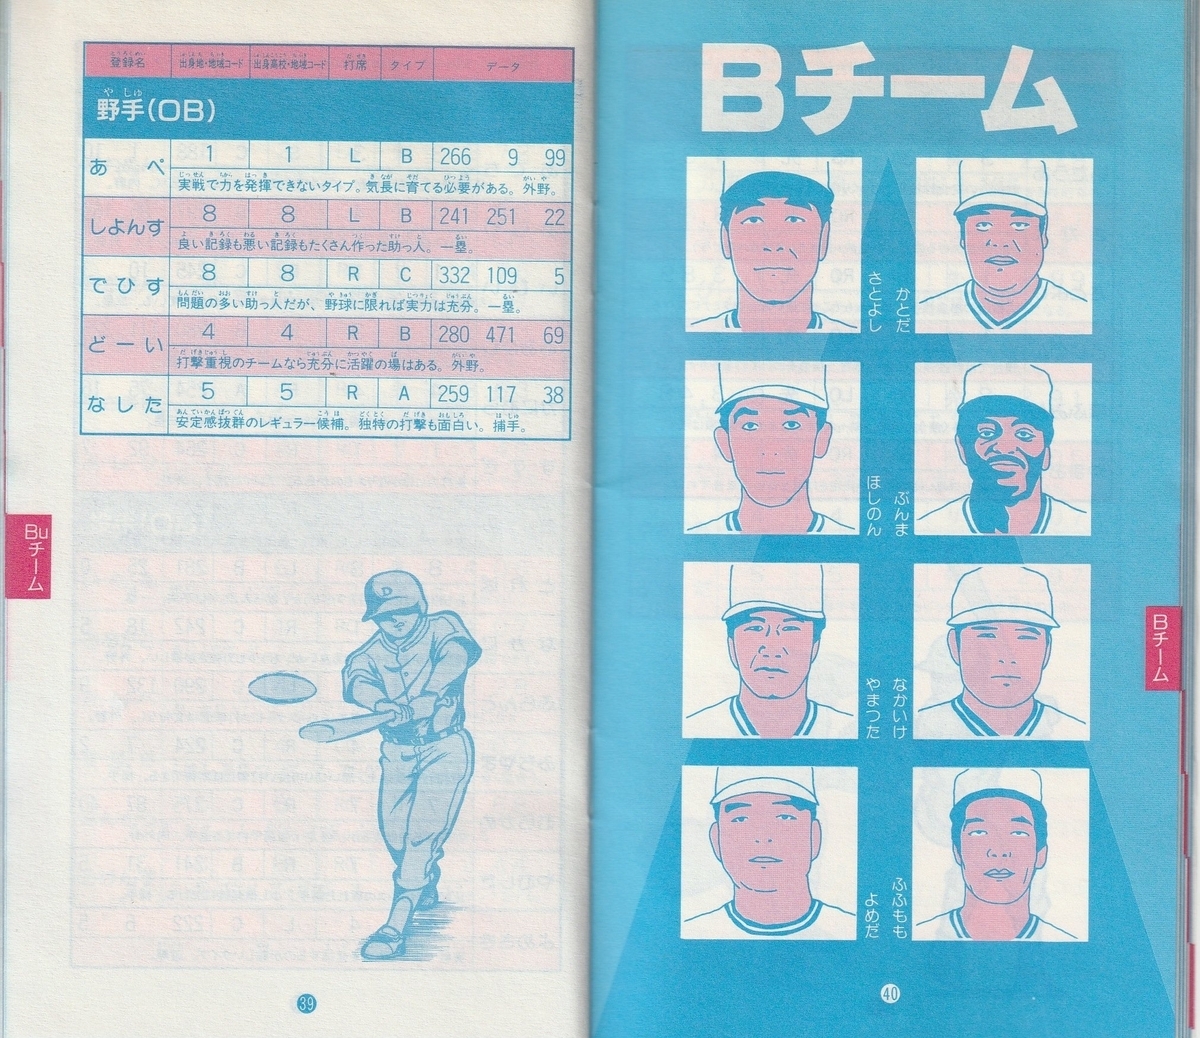 登録名 出身地・地域コード 出身高校・地域コード 打席 タイプ データ
野手(OB)
あべ 1 1 L B 266 9 99
実戦で力を発揮できないタイプ。気長に育てる必要がある。外野。
しよんす 8 8 L B 241 251 22
良い記録も悪い記録もたくさん作った助っ人。一塁。
でひす 8 8 R C 332 109 5
問題の多い助っ人だが、野球に限れば実力は充分。一塁。
どーい 4 4 R B 280 471 69
打撃重視のチームなら充分に活躍の場はある。外野。
なした 5 5 R A 259 117 38
安定感抜群のレギュラー候補。独特の打撃も面白い。捕手。
Buチーム
39
Bチーム
かとだ
さとよし
ぶんま
ほしのん
なかいけ
やまつた
ふふもも
よめだ
Bチーム
40